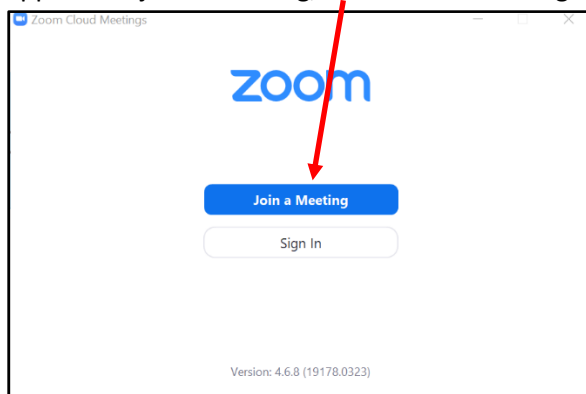 Zoom Cloud Meetings
zoom
Join a Meeting
Sign In
Version: 4.6.8 (19178.0323)